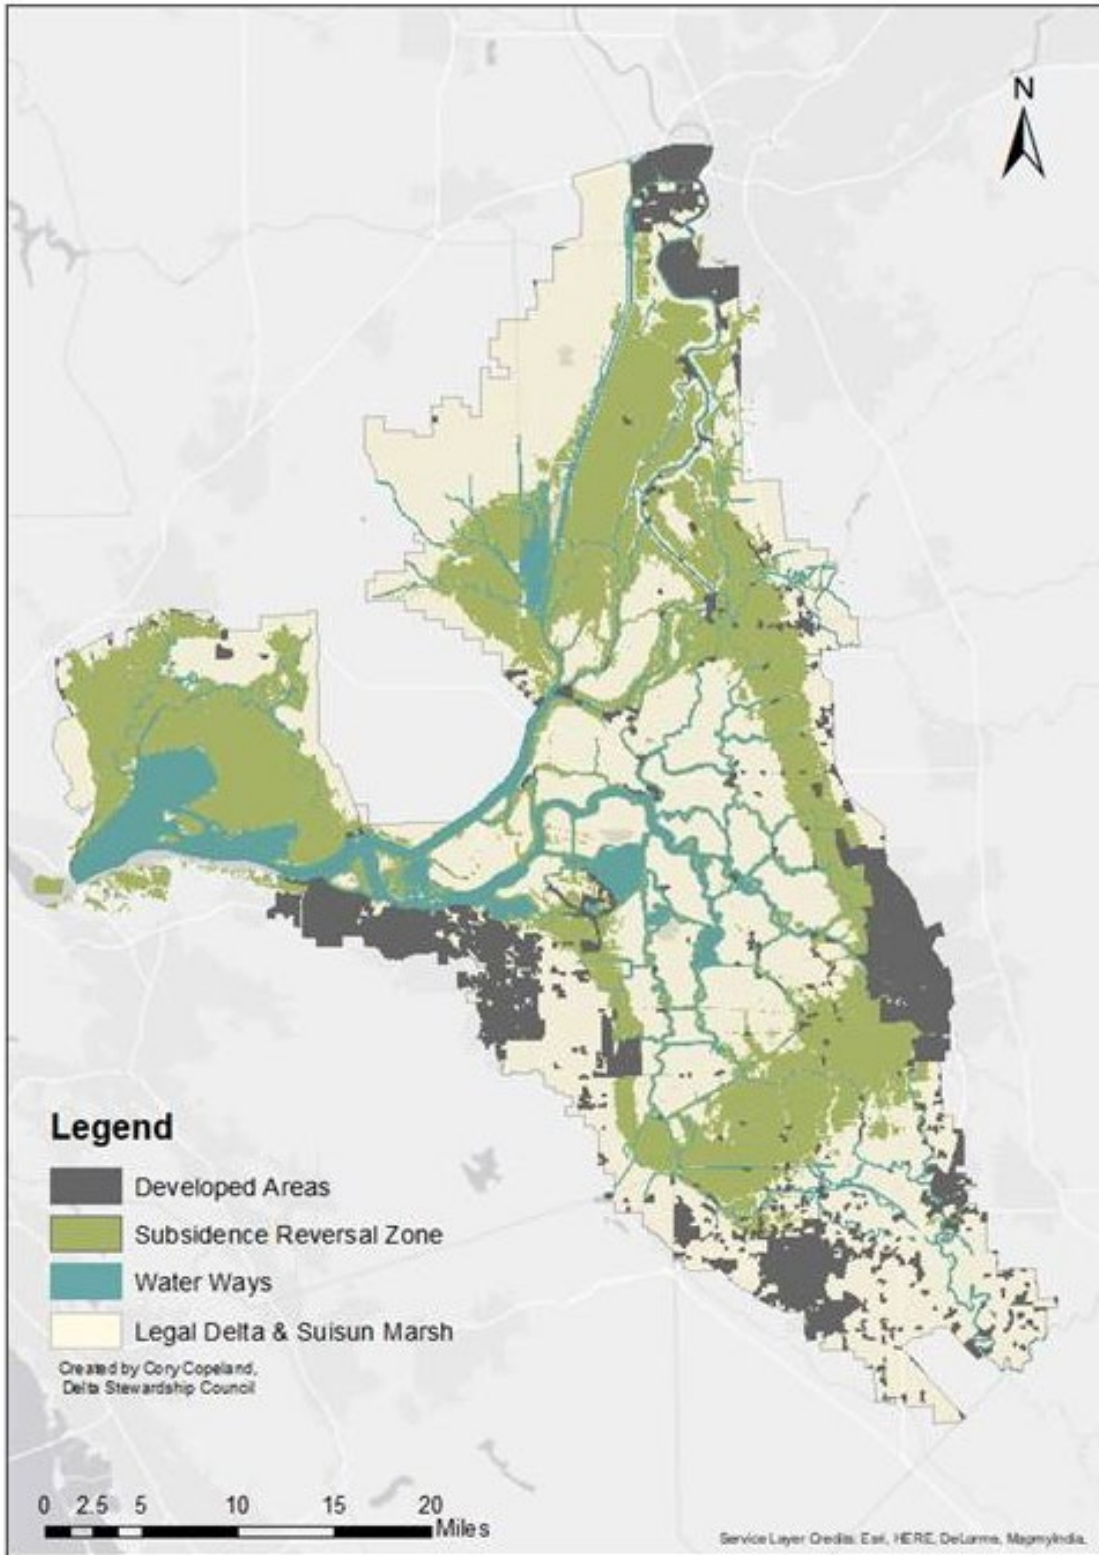 N
Legend
Developed Areas
Subsidence Reversal Zone
Water Ways
Legal Delta & Suisun Marsh
Created by Cory Copeland,
Delta Stewardship Council
0 2.5 5 10 15 20
Miles
Service Layer Credits: Esri, HERE, DeLorme, MapmyIndia,